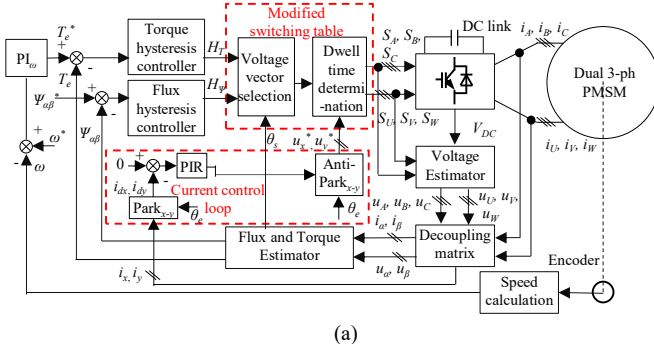 Modified
switching table
PIω
Te*
Te
Torque
hysteresis
controller
HT
Flux
hysteresis
controller
HΨ
Ψαβ*
Ψαβ
Voltage
vector
selection
Dwell
time
determi
-nation
SA, SB,
SC
SU, SV, SW
DC link
VDC
iA, iB, iC
Dual 3-ph
PMSM
iU, iV, iW
ω*
ω
θs
ux*, uy*
0
PIR
Current control
loop
idx, idy
Parkx-y
θe
Anti-
Parkx-y
θe
Voltage
Estimator
uA, uB, uC
uU, uV,
uW
iα, iβ
Flux and Torque
Estimator
uα, uβ
Decoupling
matrix
ix, iy
Encoder
Speed
calculation
(a)